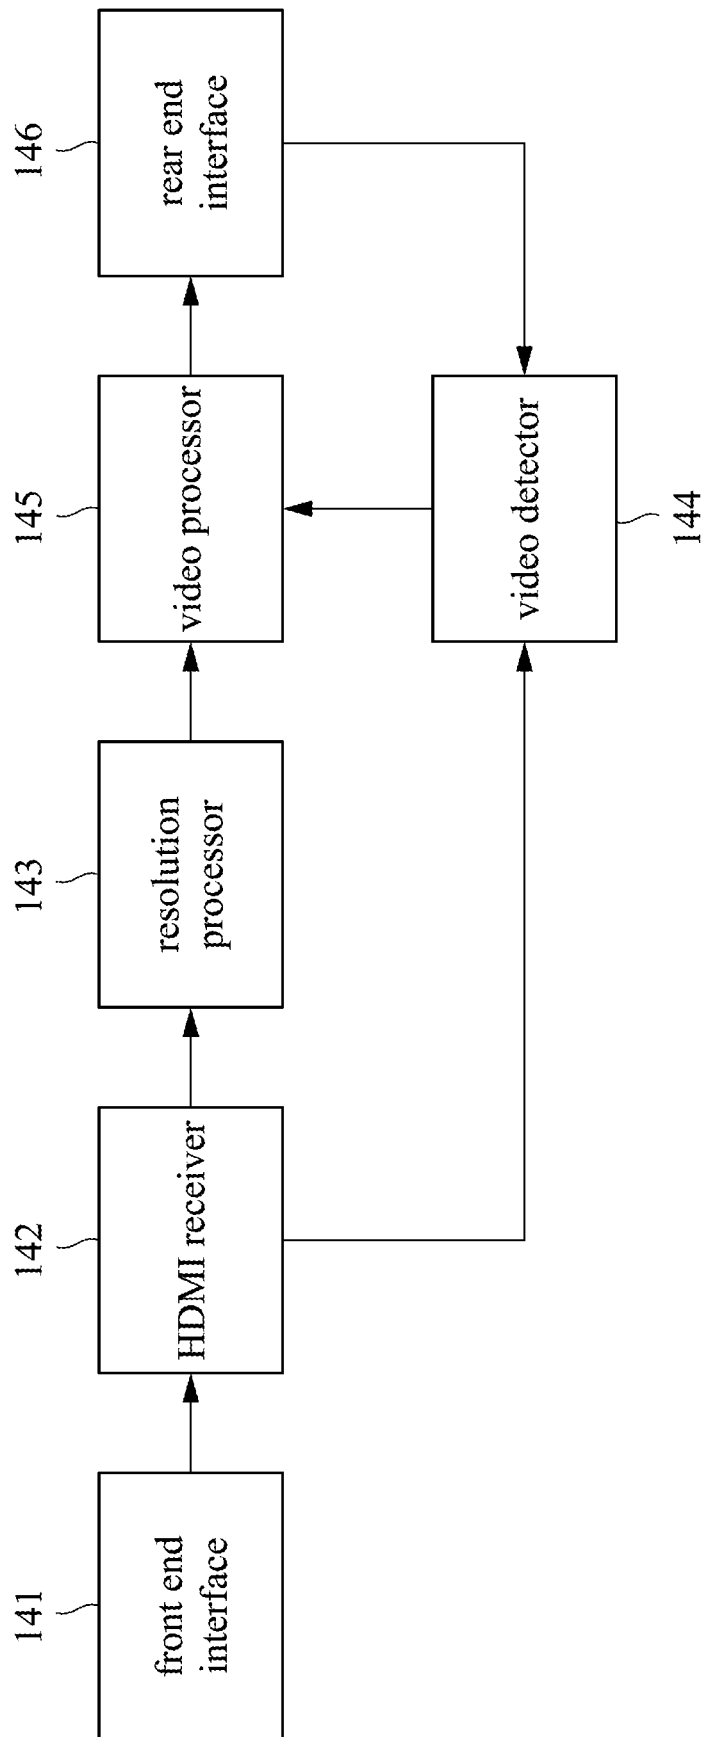 141
front end
interface
142
HDMI receiver
143
resolution
processor
145
video processor
146
rear end
interface
video detector
144